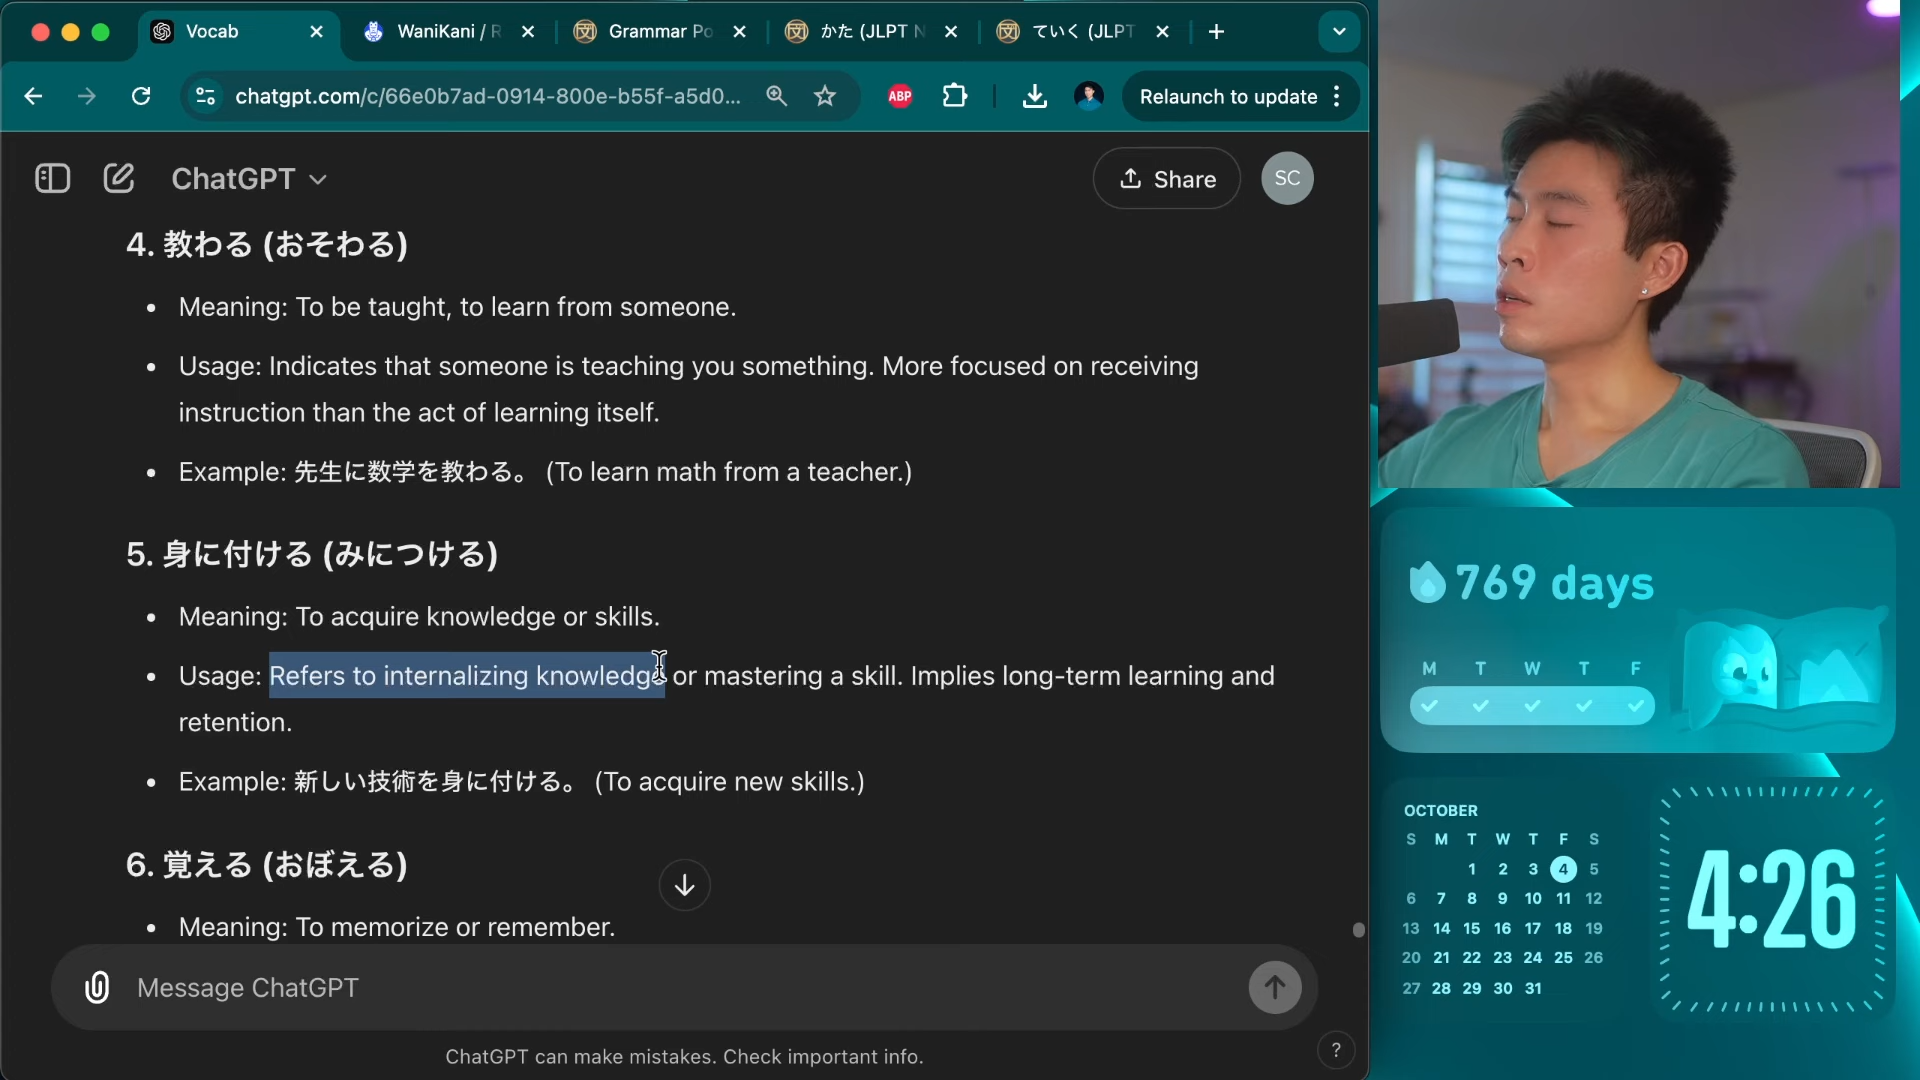 Vocab
WaniKani / R
Grammar Po
かた (JLPT N
ていく (JLPT
chatgpt.com/c/66e0b7ad-0914-800e-b55f-a5d0...
ABP
Relaunch to update
ChatGPT
Share
SC
4. 教わる (おそわる)
• Meaning: To be taught, to learn from someone.
• Usage: Indicates that someone is teaching you something. More focused on receiving
instruction than the act of learning itself.
• Example: 先生に数学を教わる。 (To learn math from a teacher.)
5. 身に付ける (みにつける)
• Meaning: To acquire knowledge or skills.
• Usage: Refers to internalizing knowledge or mastering a skill. Implies long-term learning and
retention.
• Example: 新しい技術を身に付ける。 (To acquire new skills.)
6. 覚える (おぼえる)
• Meaning: To memorize or remember.
Message ChatGPT
ChatGPT can make mistakes. Check important info.
?
769 days
M T W T F
OCTOBER
S M T W T F S
1 2 3 4 5
6 7 8 9 10 11 12
13 14 15 16 17 18 19
20 21 22 23 24 25 26
27 28 29 30 31
4:26